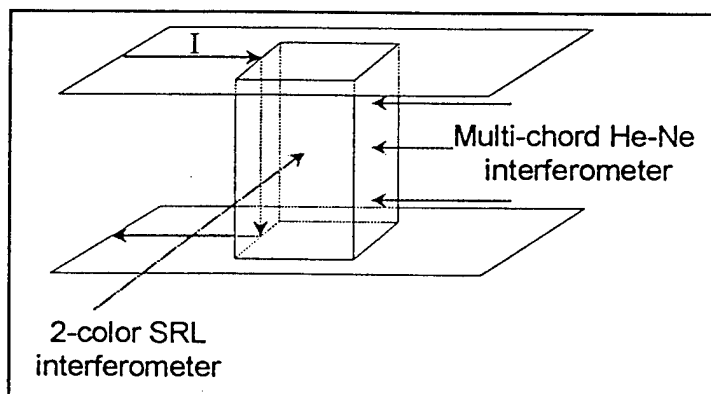 I
Multi-chord He-Ne
interferometer
2-color SRL
interferometer